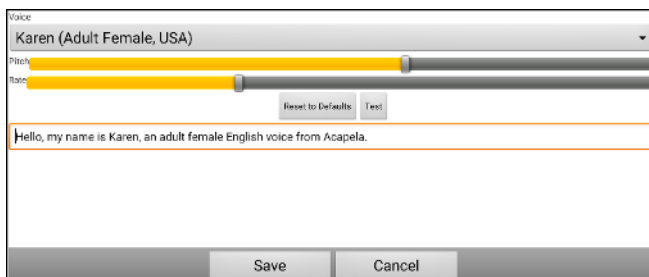 Voice
Karen (Adult Female, USA)
Pitch
Rate
Reset to Defaults Test
Hello, my name is Karen, an adult female English voice from Acapela.
Save Cancel